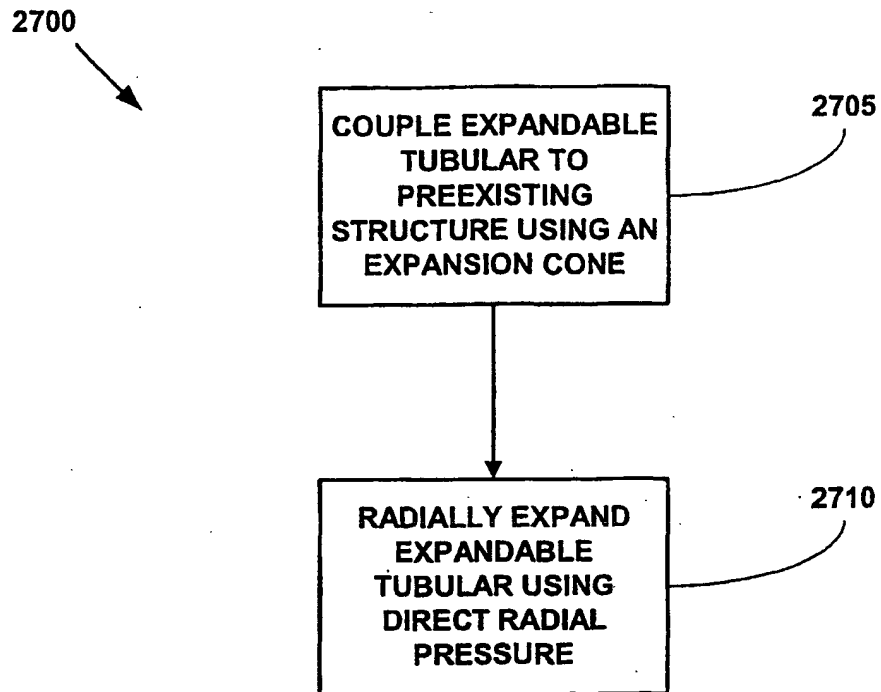 2700
COUPLE EXPANDABLE
TUBULAR TO
PREEXISTING
STRUCTURE USING AN
EXPANSION CONE
2705
RADIALLY EXPAND
EXPANDABLE
TUBULAR USING
DIRECT RADIAL
PRESSURE
2710